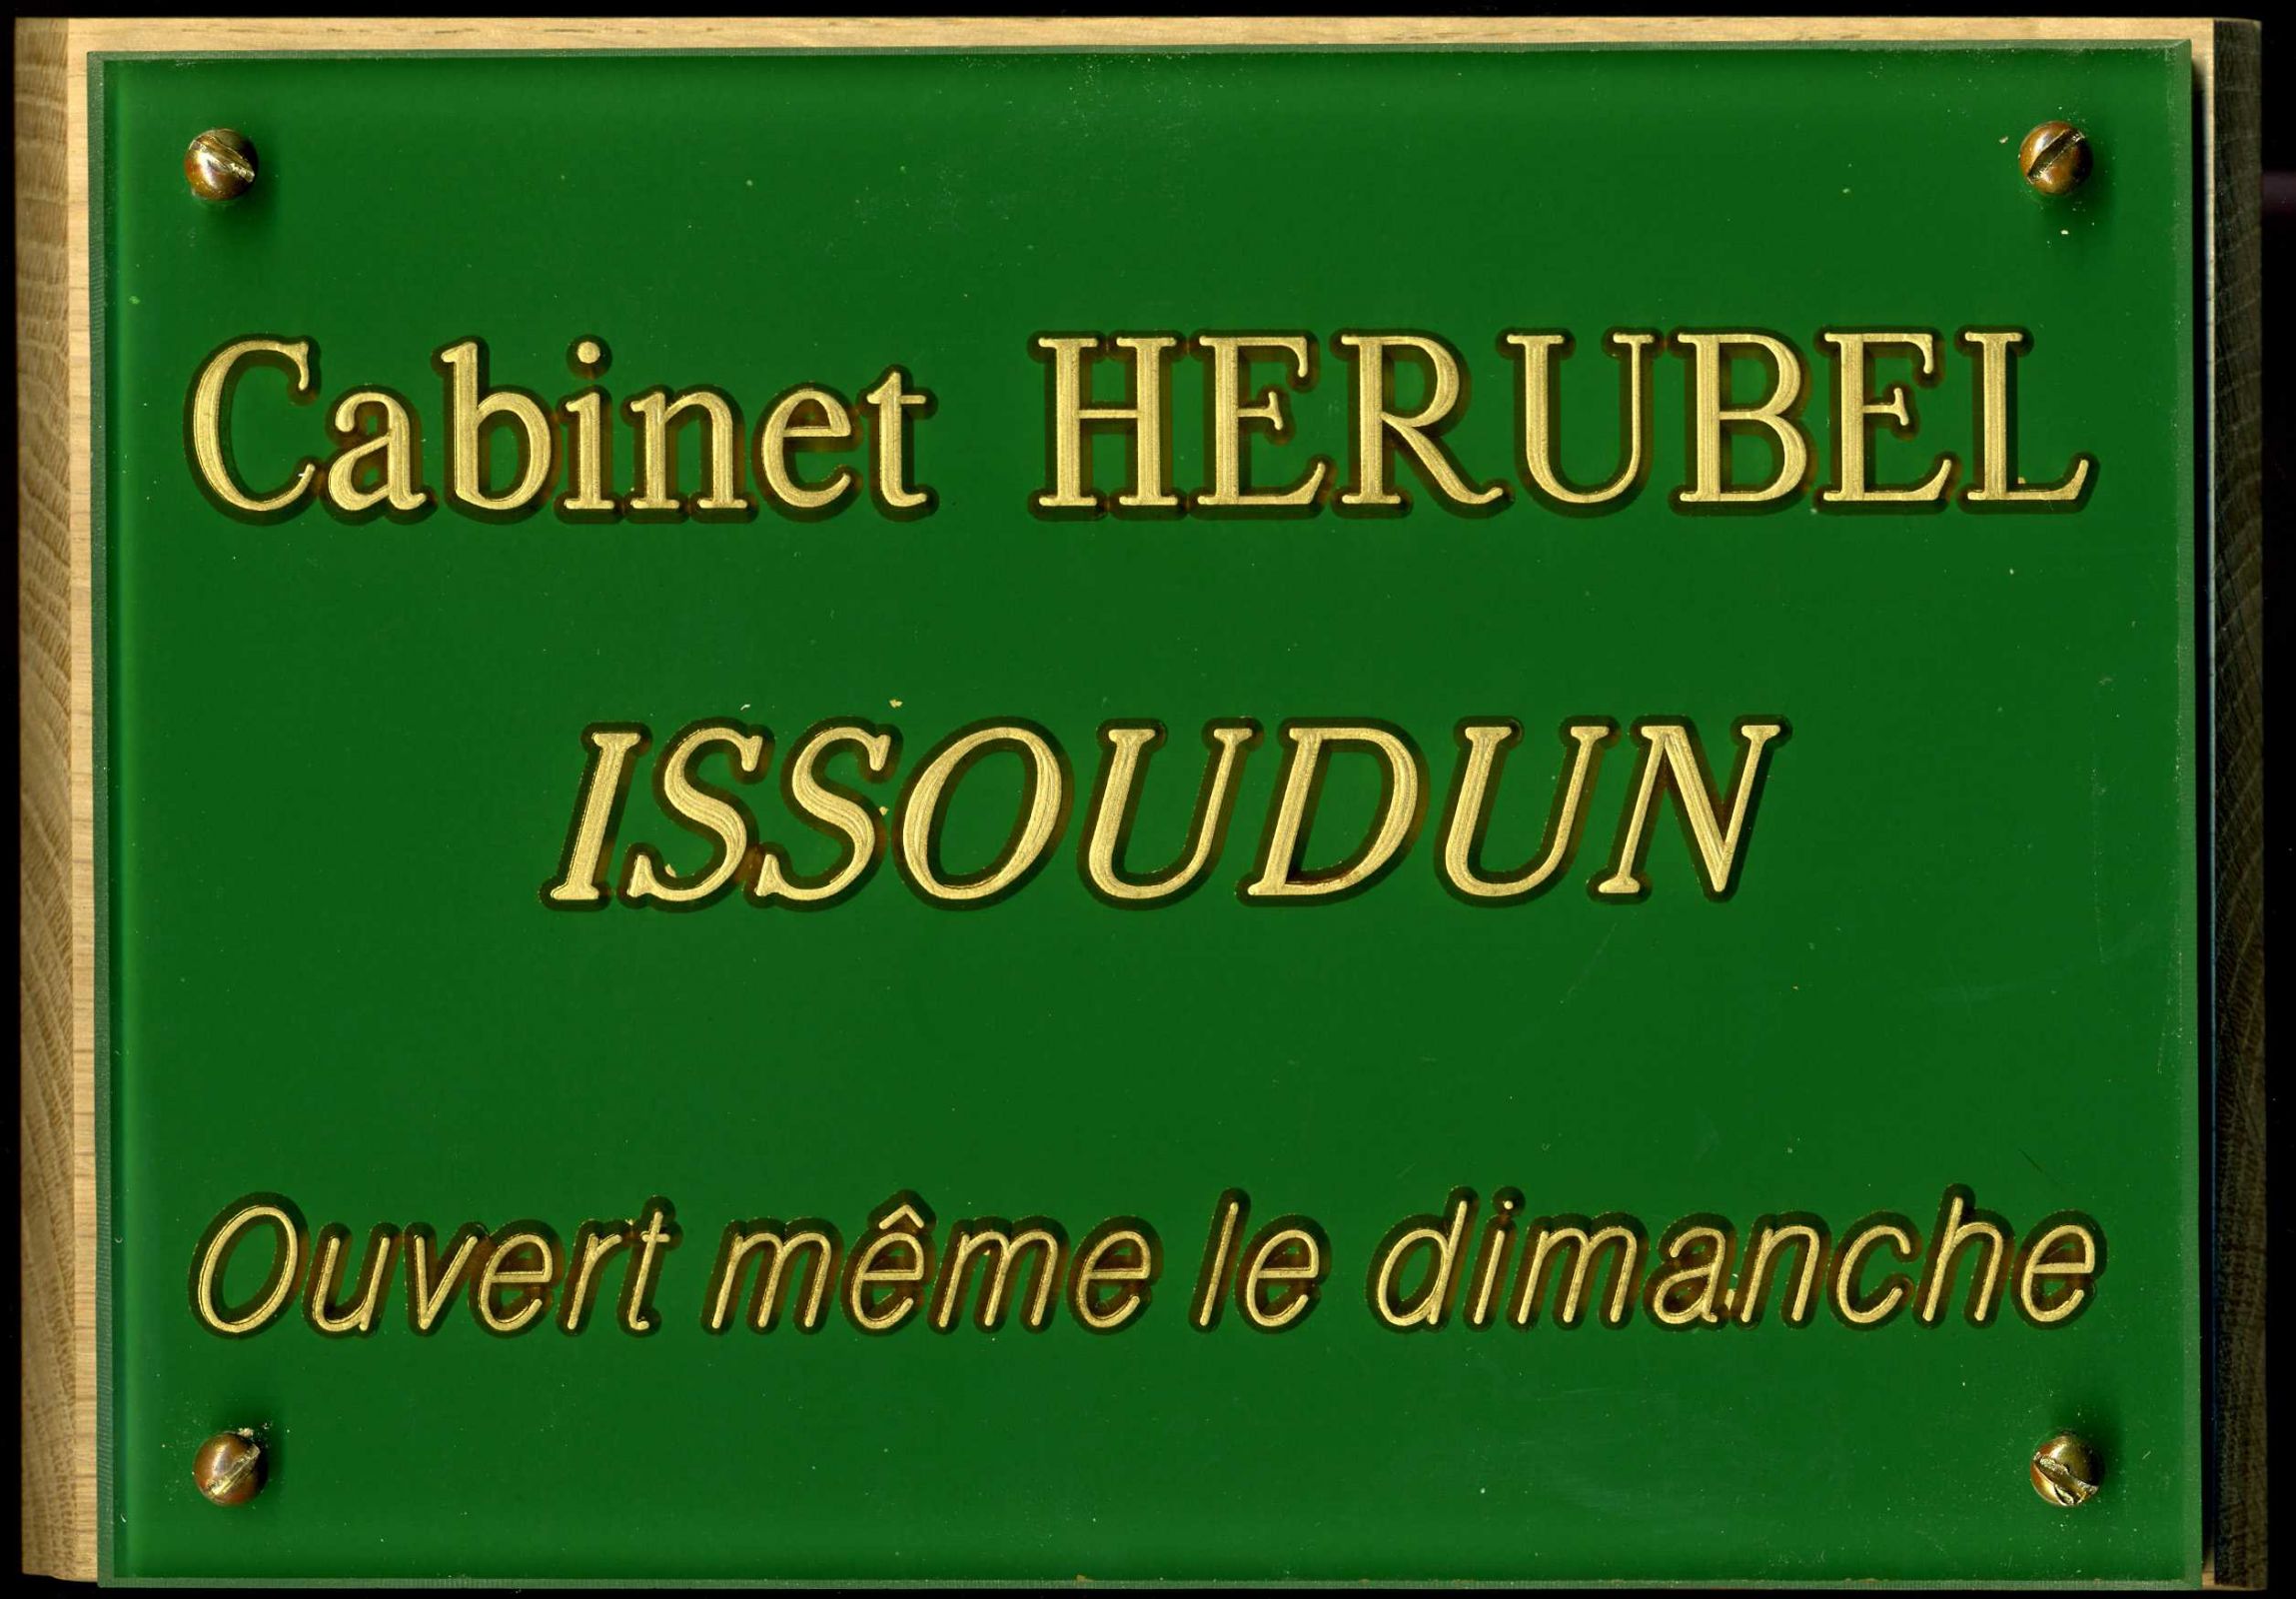 Cabinet HERUBEL
ISSOUDUN
Ouvert même le dimanche